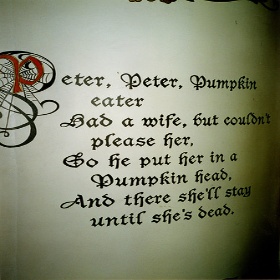 Peter, Peter, Pumpkin
eater
Had a wife, but couldn't
please her,
So he put her in a
Pumpkin head,
And there she'll stay
until she's dead.